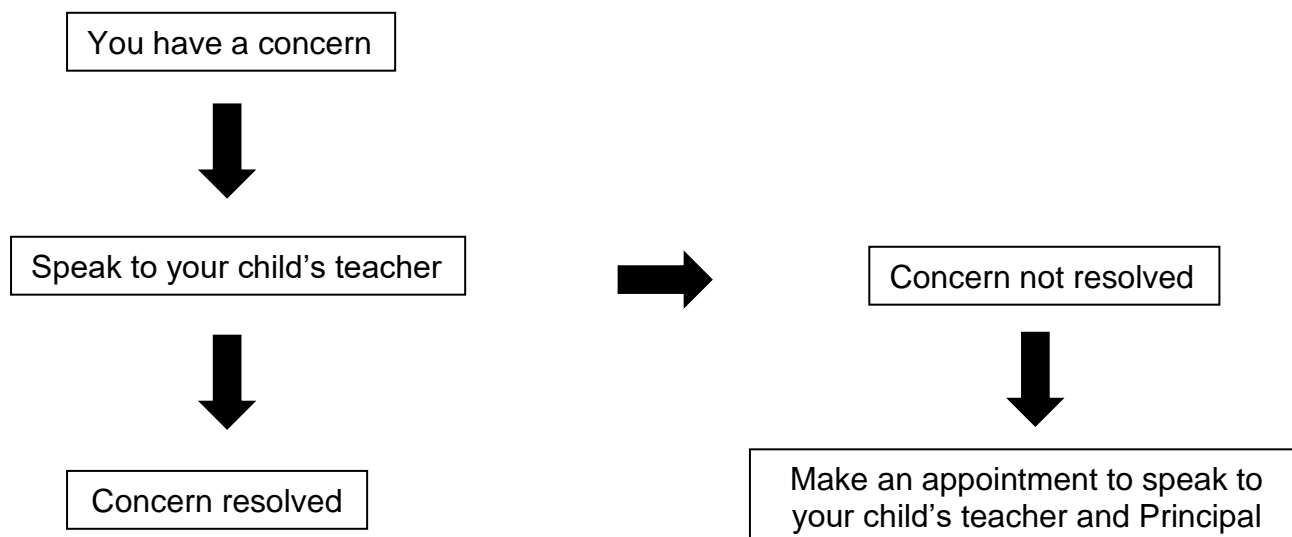 You have a concern
Speak to your child’s teacher
Concern not resolved
Concern resolved
Make an appointment to speak to
your child’s teacher and Principal